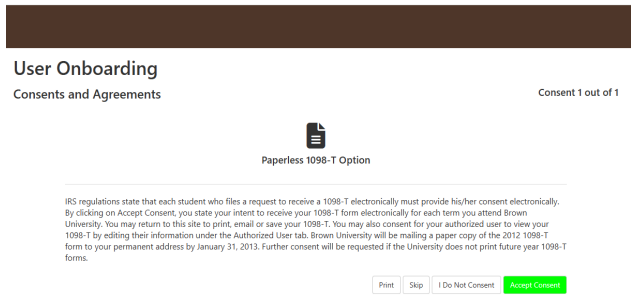 User Onboarding
Consents and Agreements
Consent 1 out of 1
Paperless 1098-T Option
IRS regulations state that each student who files a request to receive a 1098-T electronically must provide his/her consent electronically.
By clicking on Accept Consent, you state your intent to receive your 1098-T form electronically for each term you attend Brown
University. You may return to this site to print, email or save your 1098-T. You may also consent for your authorized user to view your
1098-T by editing their information under the Authorized User tab. Brown University will be mailing a paper copy of the 2012 1098-T
form to your permanent address by January 31, 2013. Further consent will be requested if the University does not print future year 1098-T
forms.
Print
Skip
I Do Not Consent
Accept Consent